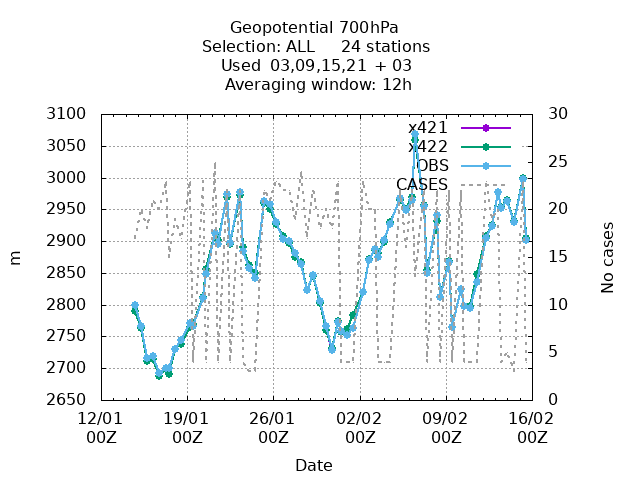 Geopotential 700hPa
Selection: ALL 24 stations
Used 03,09,15,21 + 03
Averaging window: 12h
3100
3050
3000
2950
2900
2850
2800
2750
2700
2650
m
30
25
20
15
10
5
0
No cases
x421
x422
OBS
CASES
12/01 19/01 26/01 02/02 09/02 16/02
00Z 00Z 00Z 00Z 00Z 00Z
Date